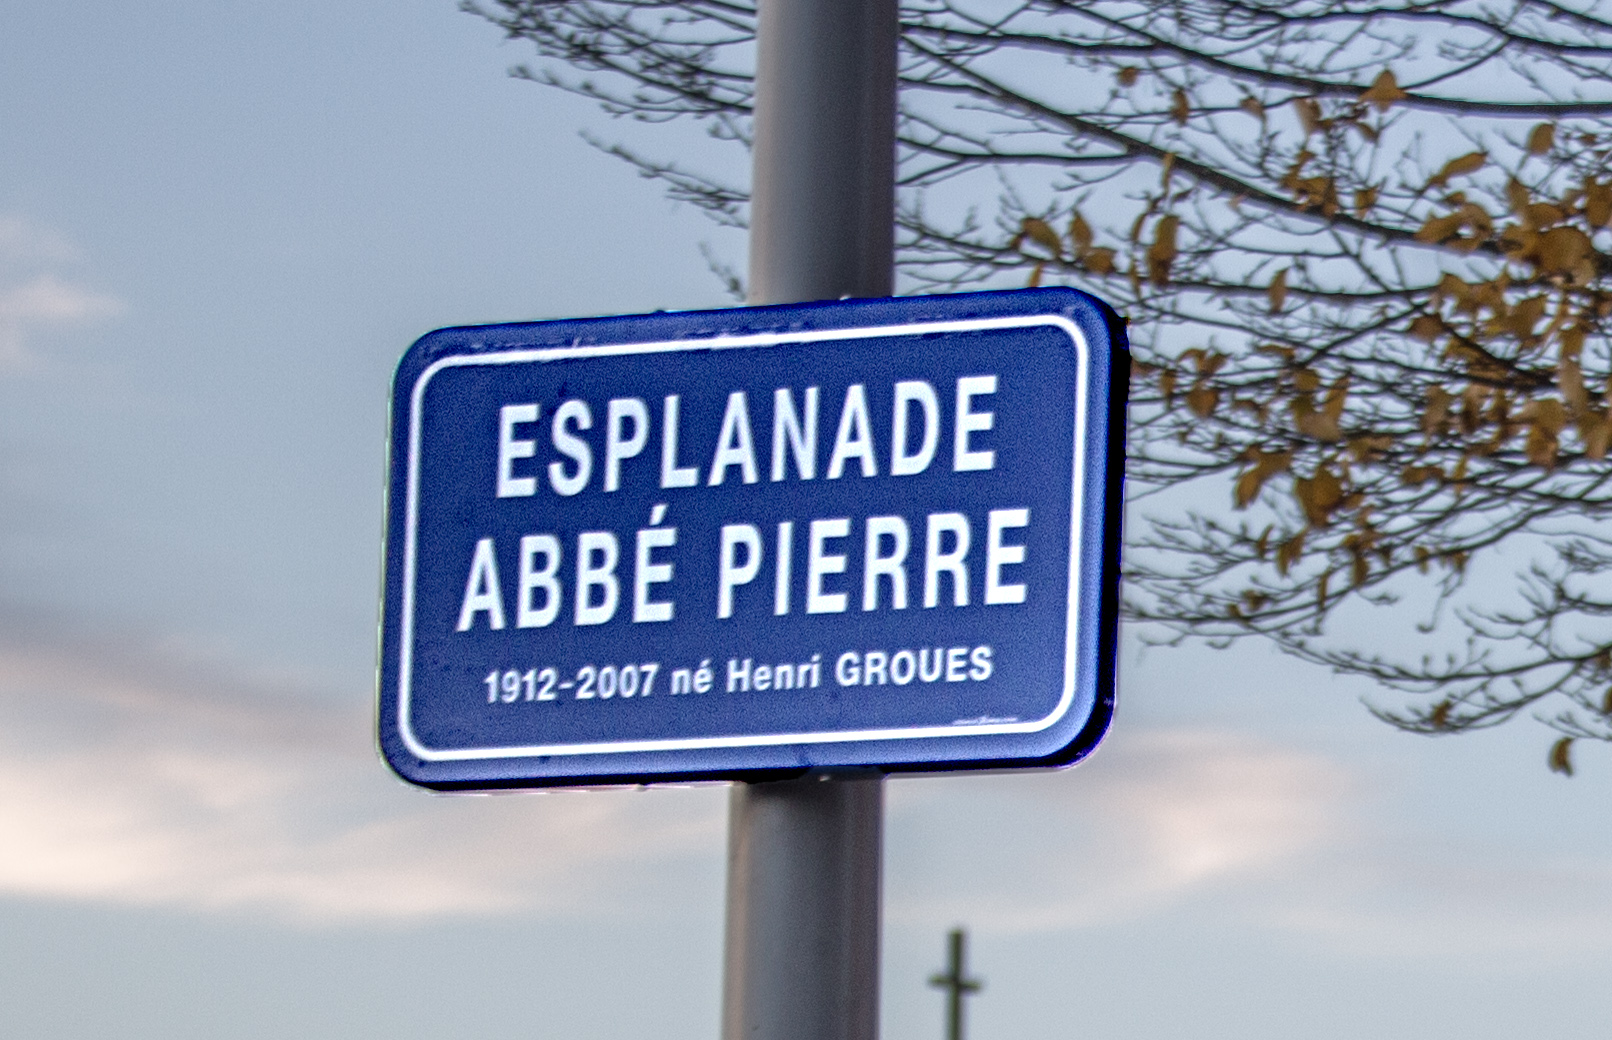 ESPLANADE
ABBÉ PIERRE
1912-2007 né Henri GROUES